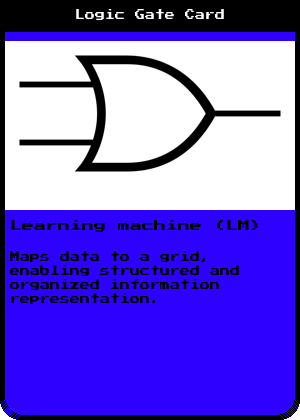 Logic Gate Card
Learning machine (LM)
Maps data to a grid,
enabling structured and
organized information
representation.